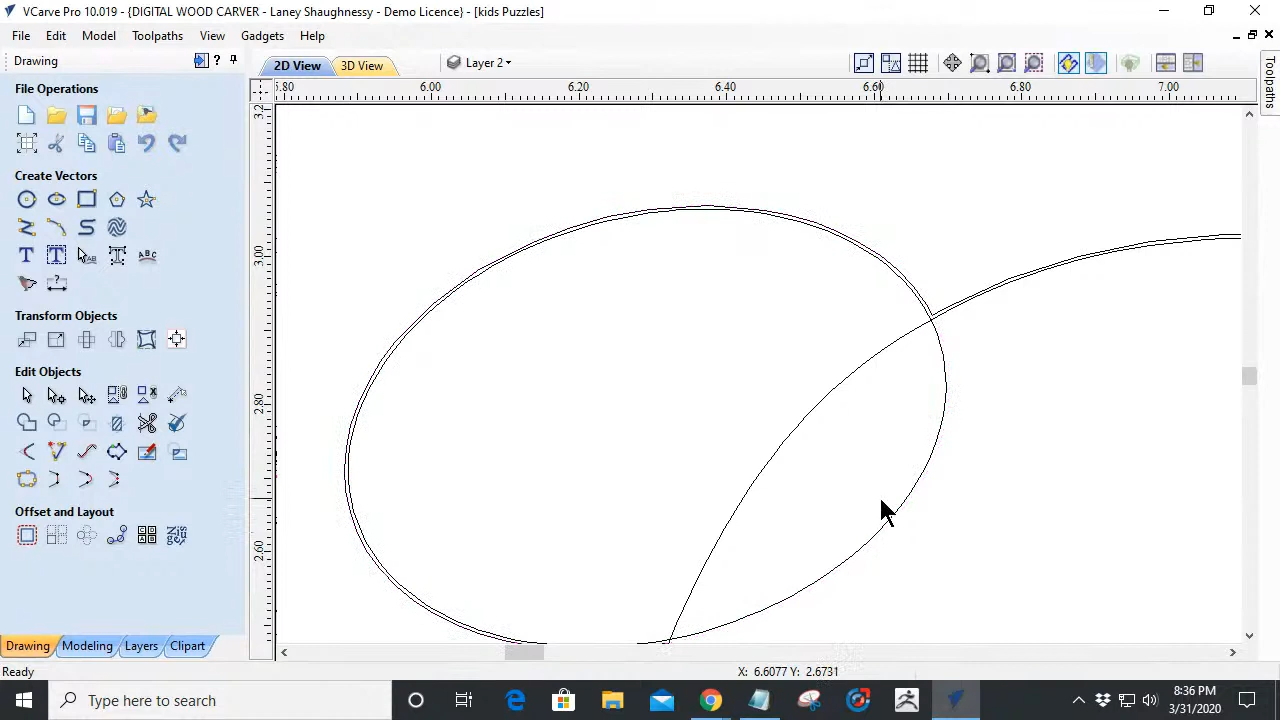 VCarve Pro 10.019 - {DIGITAL WOOD CARVER - Laney Shaughnessy - Demo Licence} - [kids Puzzles]
File Edit Model Toolpaths View Gadgets Help
Drawing
2D View 3D View Layer 2
File Operations
5.80 6.00 6.20 6.40 6.60 6.80 7.00
3.2
3.00
2.80
2.60
Create Vectors
Transform Objects
Edit Objects
Offset and Layout
Toolpaths
Drawing Modeling Layers Clipart
Ready X: 6.6077 Y: 2.6731
Type here to search
8:36 PM
3/31/2020